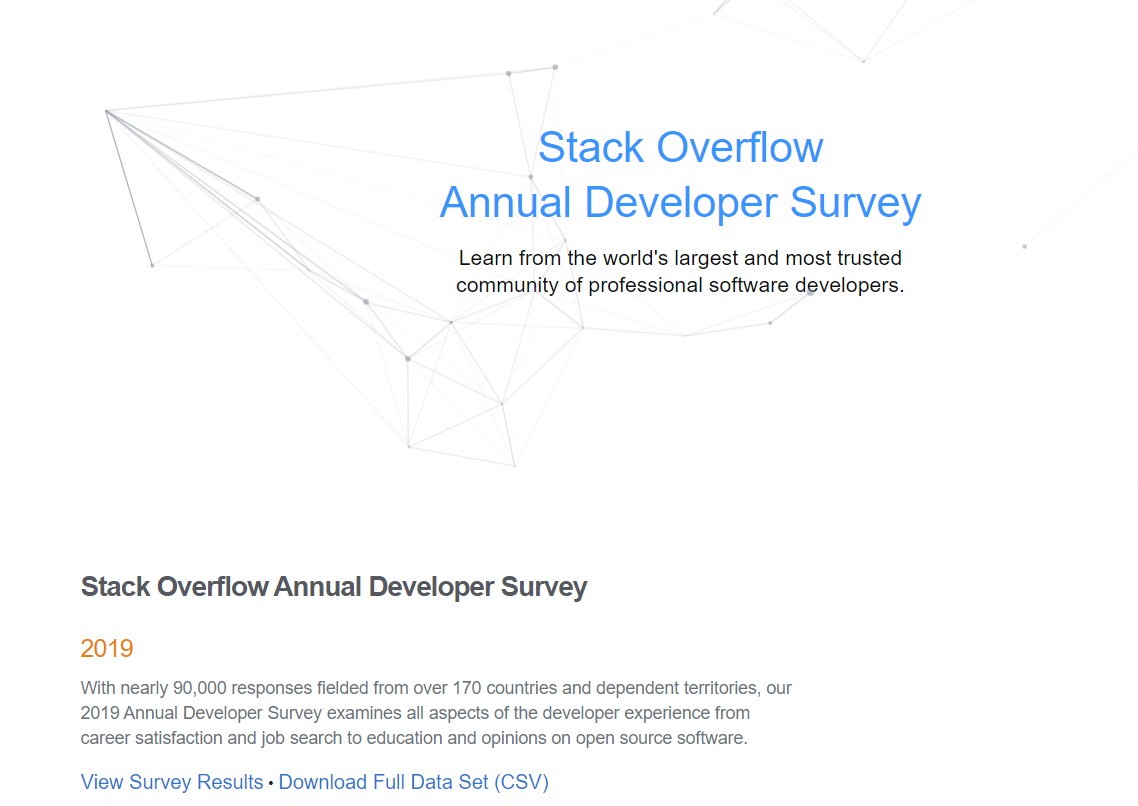 Stack Overflow
Annual Developer Survey
Learn from the world's largest and most trusted
community of professional software developers.
Stack Overflow Annual Developer Survey
2019
With nearly 90,000 responses fielded from over 170 countries and dependent territories, our
2019 Annual Developer Survey examines all aspects of the developer experience from
career satisfaction and job search to education and opinions on open source software.
View Survey Results • Download Full Data Set (CSV)